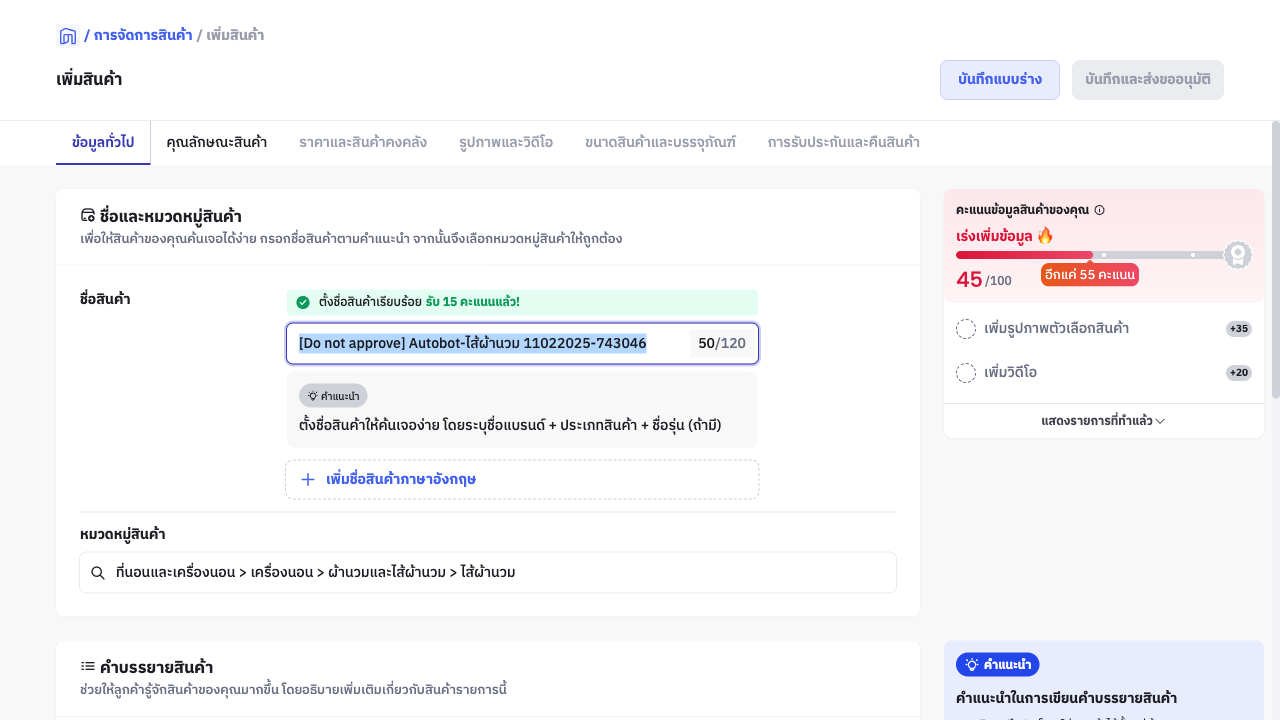 / การจัดการสินค้า / เพิ่มสินค้า
เพิ่มสินค้า
บันทึกแบบร่าง
บันทึกและส่งขออนุมัติ
ข้อมูลทั่วไป
คุณลักษณะสินค้า
ราคาและสินค้าคงคลัง
รูปภาพและวิดีโอ
ขนาดสินค้าและบรรจุภัณฑ์
การรับประกันและคืนสินค้า
ชื่อและหมวดหมู่สินค้า
เพื่อให้สินค้าของคุณค้นเจอได้ง่าย กรอกชื่อสินค้าตามคำแนะนำ จากนั้นจึงเลือกหมวดหมู่สินค้าให้ถูกต้อง
ชื่อสินค้า
ตั้งชื่อสินค้าเรียบร้อย รับ 15 คะแนนแล้ว!
[Do not approve] Autobot-ไส้ผ้านวม 11022025-743046
50/120
คำแนะนำ
ตั้งชื่อสินค้าให้ค้นเจอง่าย โดยระบุชื่อแบรนด์ + ประเภทสินค้า + ชื่อรุ่น (ถ้ามี)
เพิ่มชื่อสินค้าภาษาอังกฤษ
หมวดหมู่สินค้า
ที่นอนและเครื่องนอน > เครื่องนอน > ผ้านวมและไส้ผ้านวม > ไส้ผ้านวม
คำบรรยายสินค้า
ช่วยให้ลูกค้ารู้จักสินค้าของคุณมากขึ้น โดยอธิบายเพิ่มเติมเกี่ยวกับสินค้ารายการนี้
คะแนนข้อมูลสินค้าของคุณ
เร่งเพิ่มข้อมูล 🔥
45/100
อีกแค่ 55 คะแนน
เพิ่มรูปภาพตัวเลือกสินค้า
+35
เพิ่มวิดีโอ
+20
แสดงรายการที่ทำแล้ว
คำแนะนำ
คำแนะนำในการเขียนคำบรรยายสินค้า